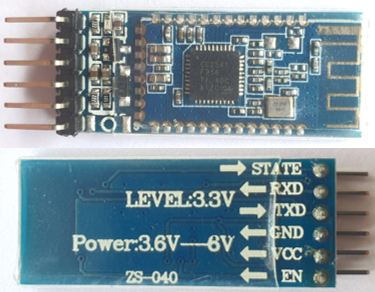 STATE
RXD
LEVEL:3.3V
TXD
GND
Power:3.6V---6V
VCC
ZS-040
EN